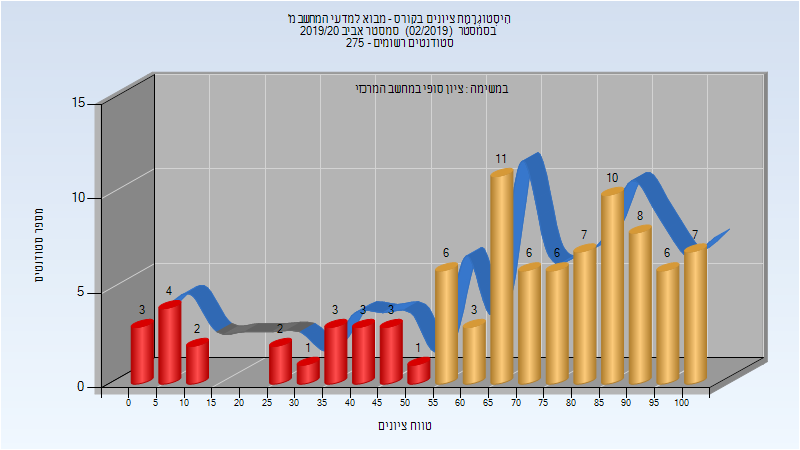 היסטוגרמת ציונים בקורס - מבוא למדעי המחשב מ'
בסמסטר (02/2019) סמסטר אביב 2019/20
סטודנטים רשומים - 275
במשימה : ציון סופי במחשב המרכזי
מספר סטודנטים
15
10
5
0
3 4 2 2 1 3 3 3 1 6 3 11 6 6 7 10 8 6 7
0 5 10 15 20 25 30 35 40 45 50 55 60 65 70 75 80 85 90 95 100
טווח ציונים